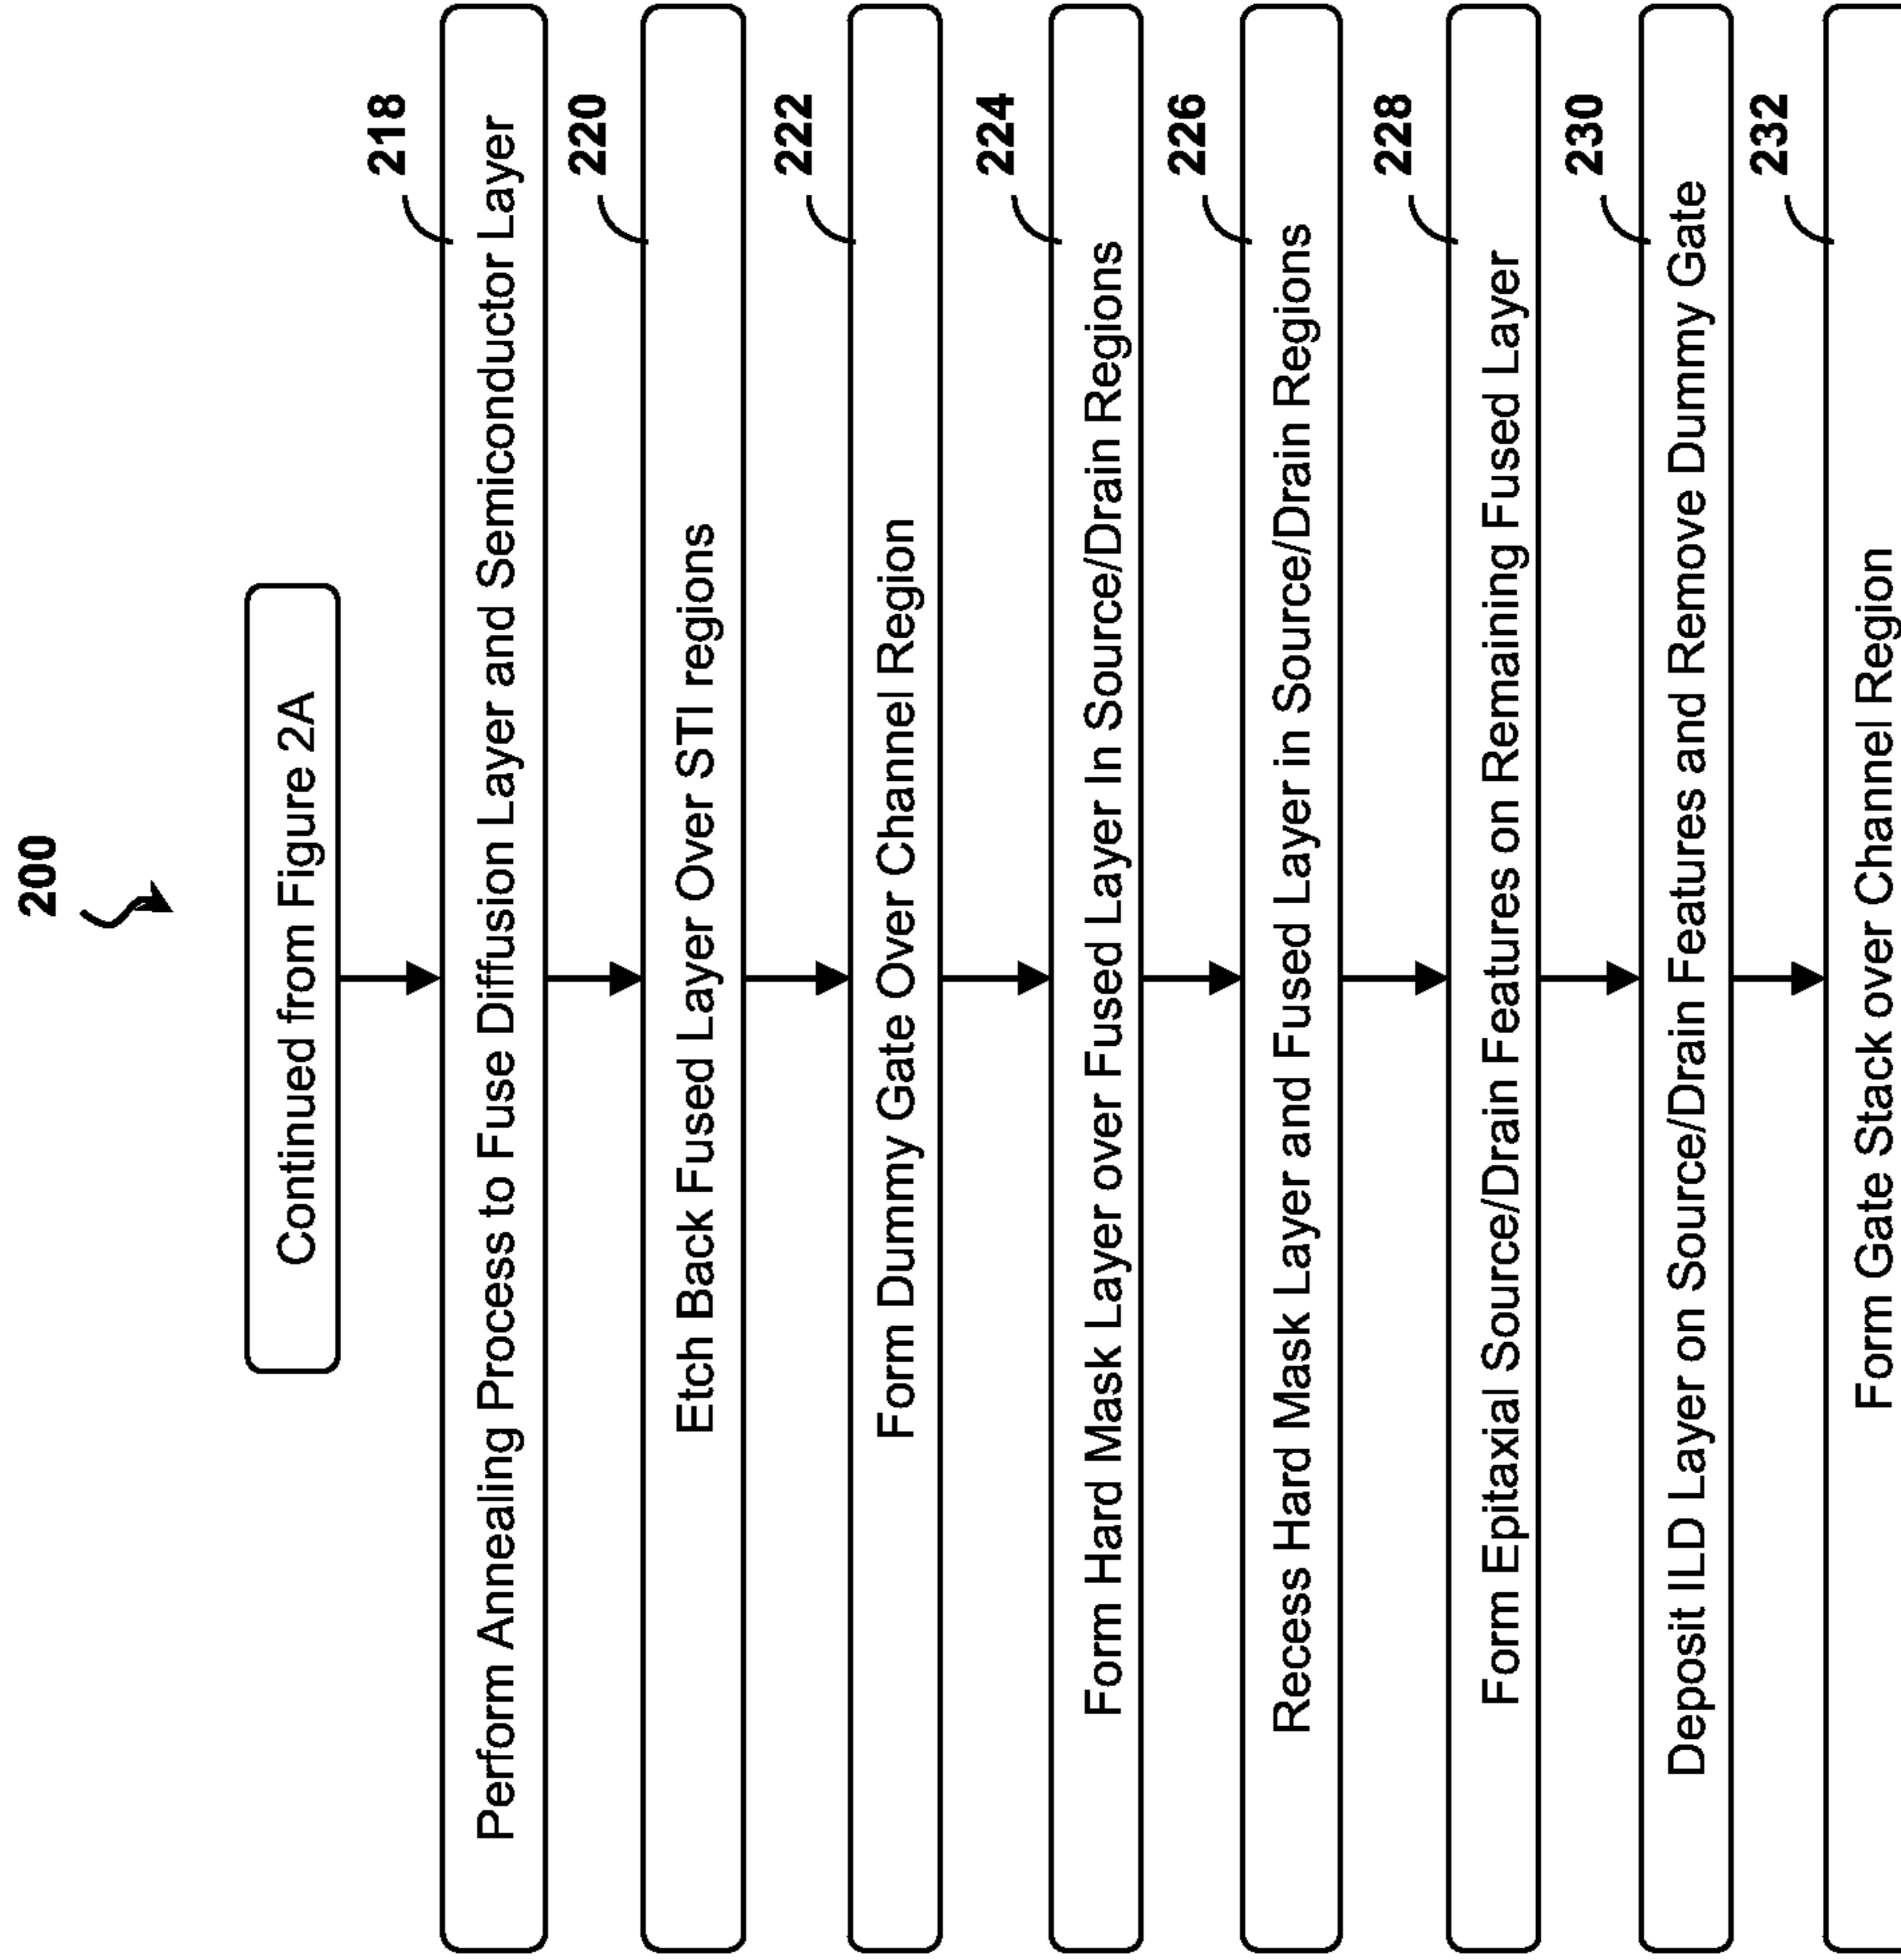 200
Continued from Figure 2A
218
Perform Annealing Process to Fuse Diffusion Layer and Semiconductor Layer
220
Etch Back Fused Layer Over STI regions
222
Form Dummy Gate Over Channel Region
224
Form Hard Mask Layer over Fused Layer In Source/Drain Regions
226
Recess Hard Mask Layer and Fused Layer in Source/Drain Regions
228
Form Epitaxial Source/Drain Features on Remaining Fused Layer
230
Deposit ILD Layer on Source/Drain Features and Remove Dummy Gate
232
Form Gate Stack over Channel Region